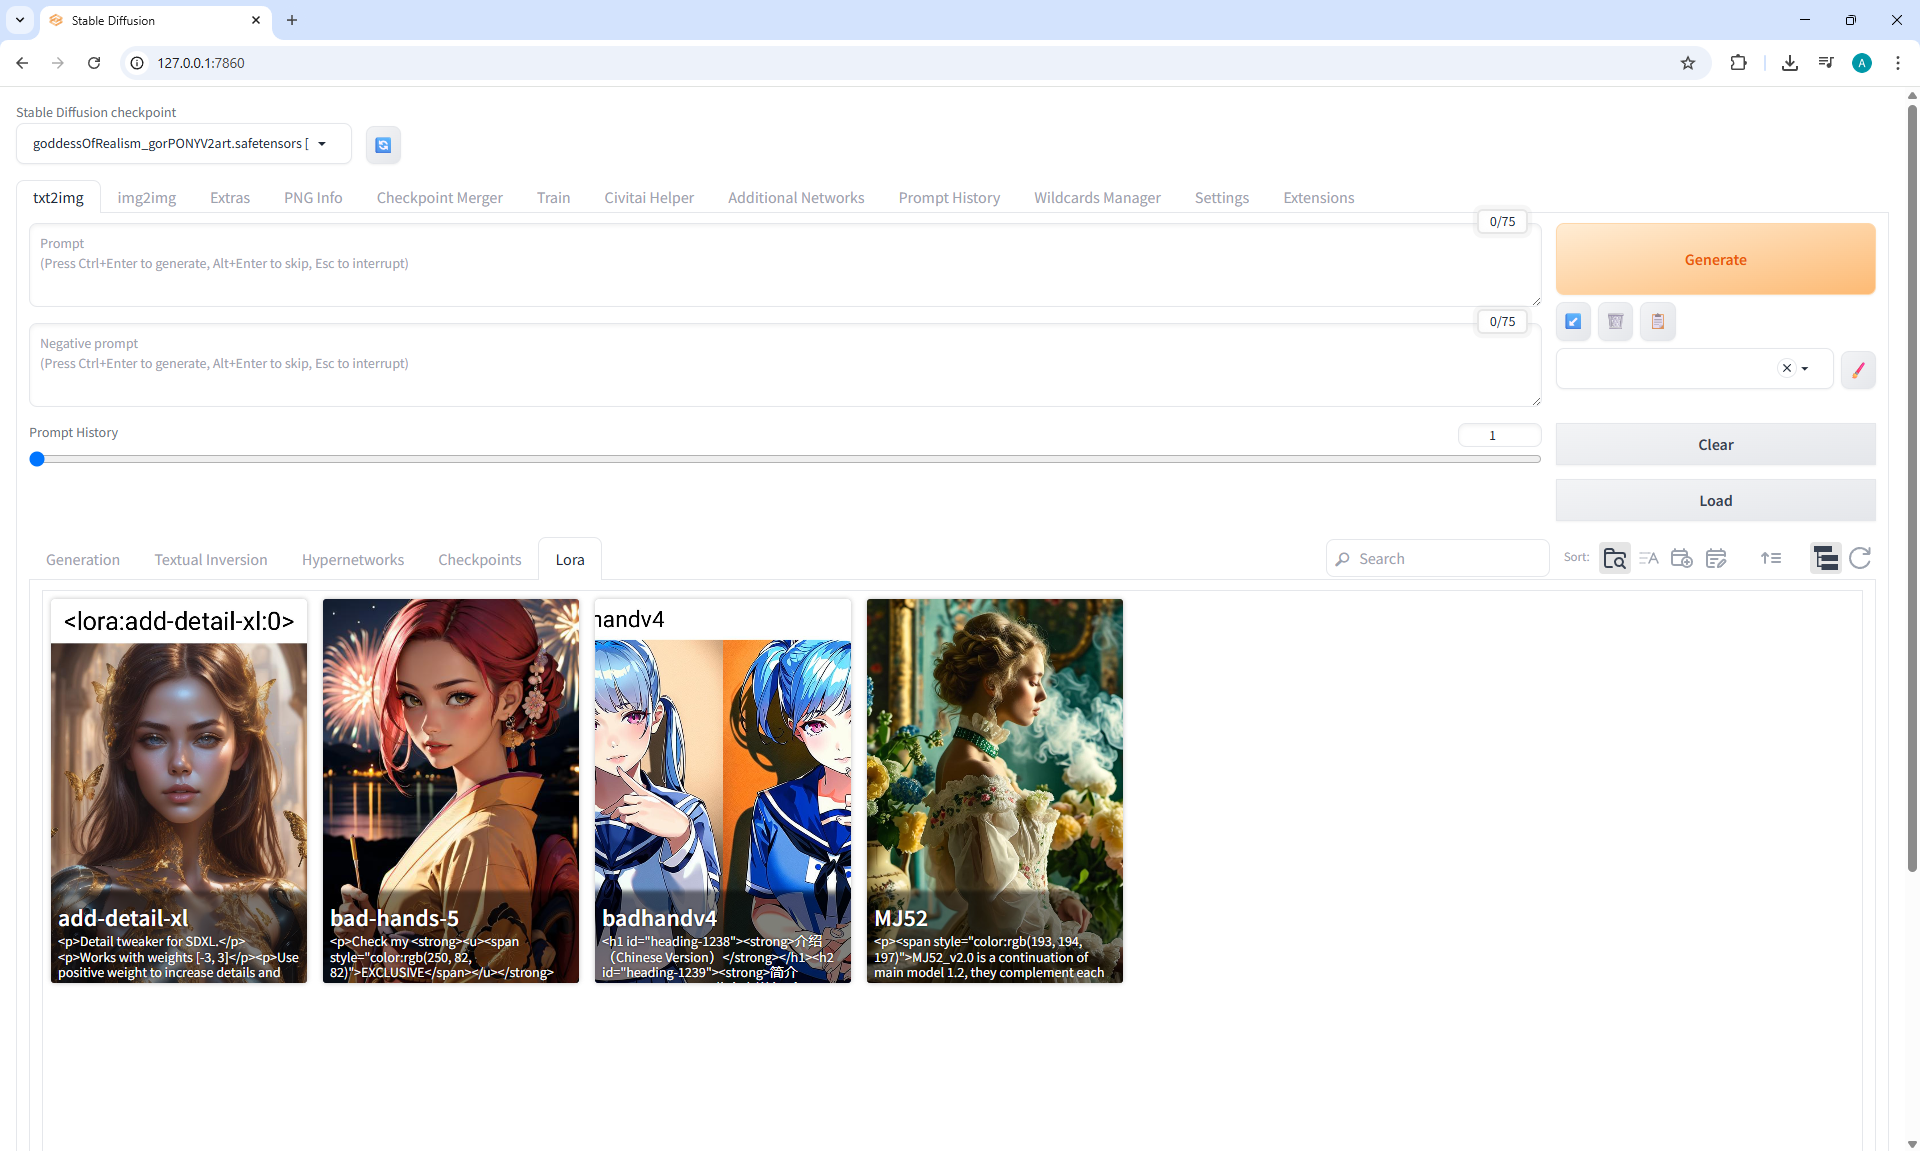 Stable Diffusion
127.0.0.1:7860
A
Stable Diffusion checkpoint
goddessOfRealism_gorPONYV2art.safetensors [
txt2img
img2img
Extras
PNG Info
Checkpoint Merger
Train
Civitai Helper
Additional Networks
Prompt History
Wildcards Manager
Settings
Extensions
0/75
Prompt
(Press Ctrl+Enter to generate, Alt+Enter to skip, Esc to interrupt)
Generate
0/75
Negative prompt
(Press Ctrl+Enter to generate, Alt+Enter to skip, Esc to interrupt)
Prompt History
1
Clear
Load
Generation
Textual Inversion
Hypernetworks
Checkpoints
Lora
Search
Sort:
<lora:add-detail-xl:0>
add-detail-xl
<p>Detail tweaker for SDXL.</p>
<p>Works with weights [-3, 3]</p><p>Use
positive weight to increase details and
bad-hands-5
<p>Check my <strong><u><span
style="color:rgb(250, 82,
82)">EXCLUSIVE</span></u></strong>
handv4
badhandv4
<h1 id="heading-1238"><strong>介绍
（Chinese Version）</strong></h1><h2
id="heading-1239"><strong>简介
MJ52
<p><span style="color:rgb(193, 194,
197)">MJ52_v2.0 is a continuation of
main model 1.2, they complement each